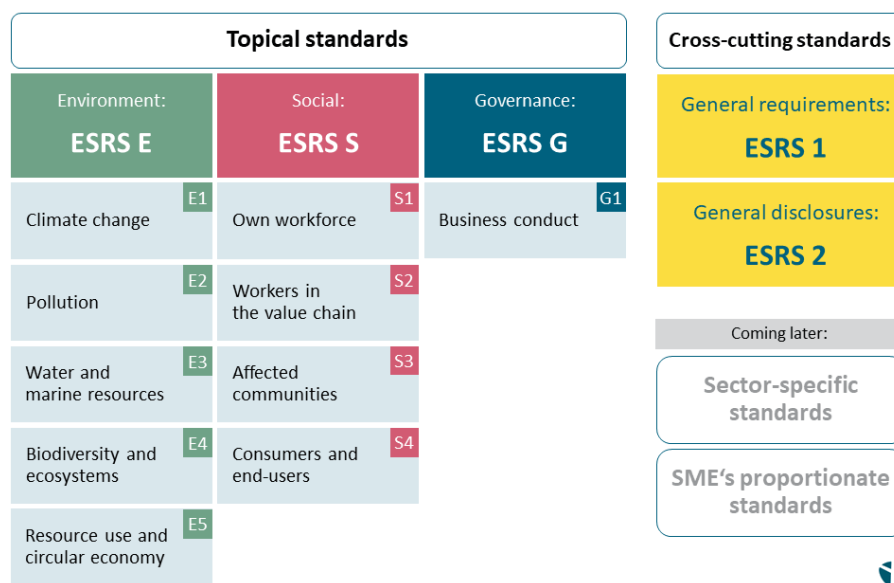 Topical standards
Cross-cutting standards
Environment:
ESRS E
Social:
ESRS S
Governance:
ESRS G
General requirements:
ESRS 1
E1
Climate change
S1
Own workforce
G1
Business conduct
General disclosures:
ESRS 2
E2
Pollution
S2
Workers in
the value chain
E3
Water and
marine resources
S3
Affected
communities
Coming later:
Sector-specific
standards
E4
Biodiversity and
ecosystems
S4
Consumers and
end-users
SME‘s proportionate
standards
E5
Resource use and
circular economy